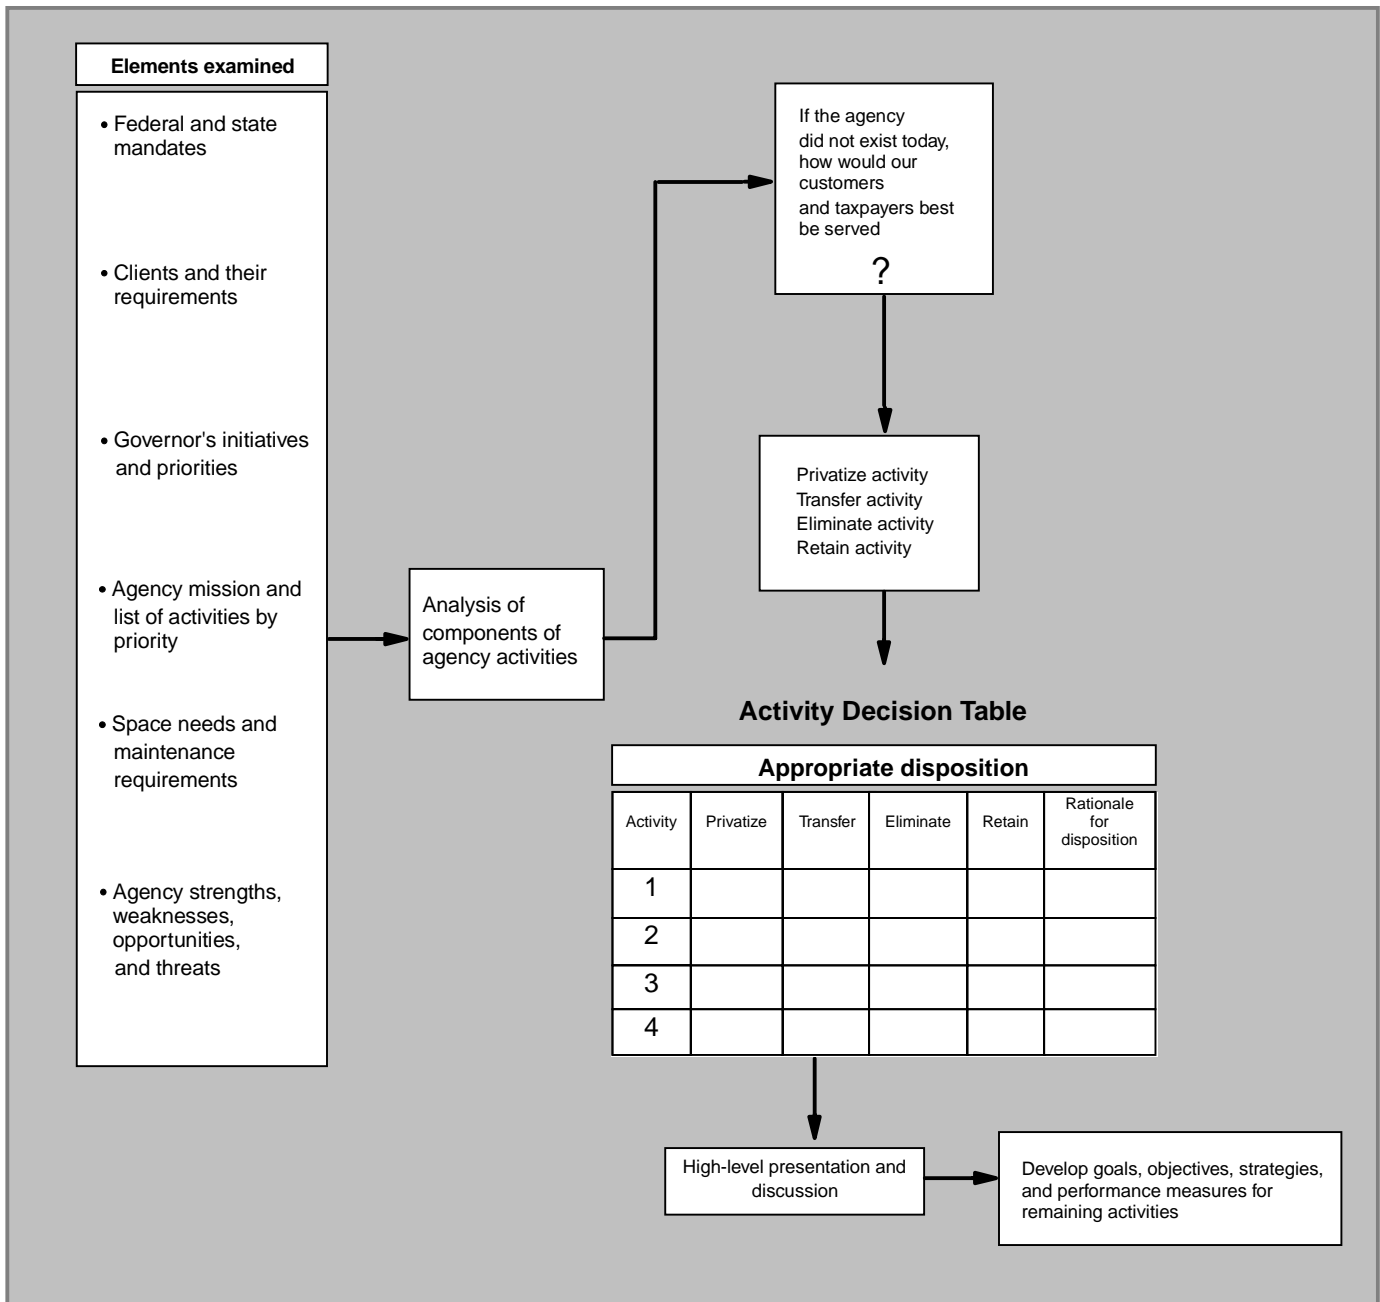 Elements examined
• Federal and state
mandates
• Clients and their
requirements
• Governor's initiatives
and priorities
• Agency mission and
list of activities by
priority
• Space needs and
maintenance
requirements
• Agency strengths,
weaknesses,
opportunities,
and threats
Analysis of
components of
agency activities
If the agency
did not exist today,
how would our
customers
and taxpayers best
be served
?
Privatize activity
Transfer activity
Eliminate activity
Retain activity
Activity Decision Table
Appropriate disposition
Activity Privatize Transfer Eliminate Retain Rationale
for
disposition
1
2
3
4
High-level presentation and
discussion
Develop goals, objectives, strategies,
and performance measures for
remaining activities